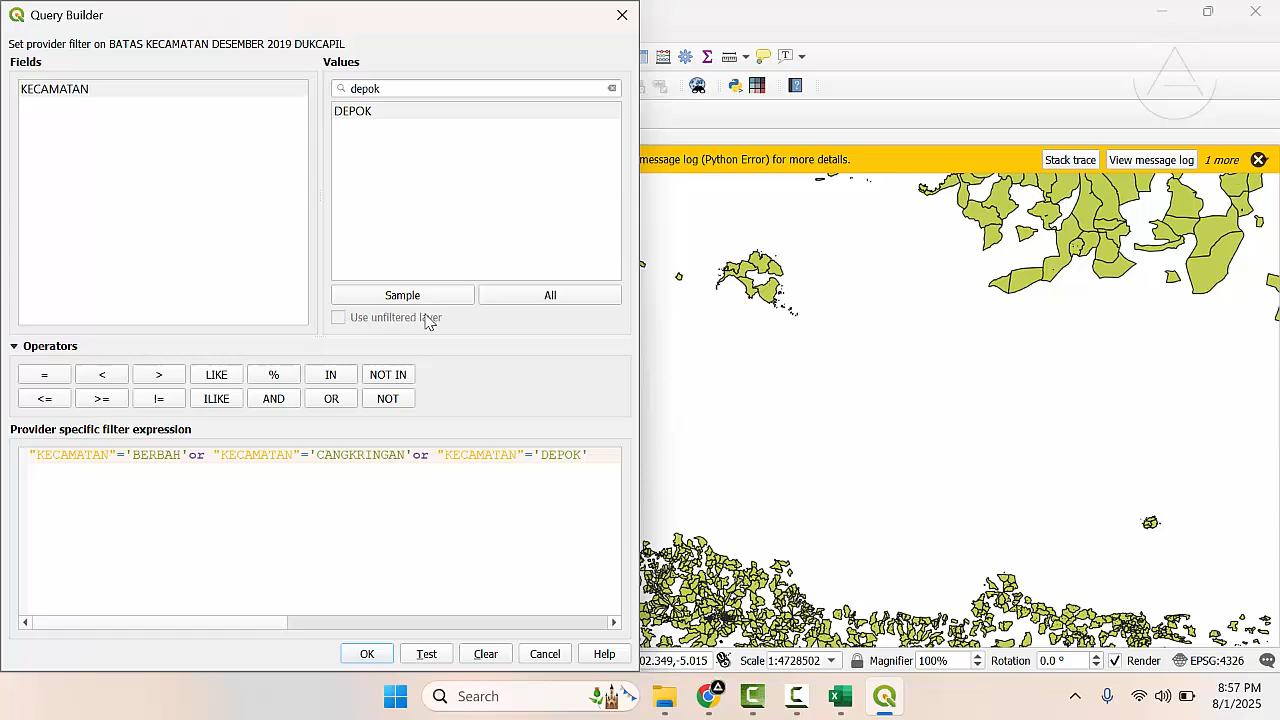 Query Builder
Set provider filter on BATAS KECAMATAN DESEMBER 2019 DUKCAPIL
Fields
Values
KECAMATAN
depok
DEPOK
Sample
All
Use unfiltered layer
Operators
=
<
>
LIKE
%
IN
NOT IN
<=
>=
!=
ILIKE
AND
OR
NOT
Provider specific filter expression
"KECAMATAN"='BERBAH'or "KECAMATAN"='CANGKRINGAN'or "KECAMATAN"='DEPOK'
OK
Test
Clear
Cancel
Help
message log (Python Error) for more details.
Stack trace
View message log
1 more
02.349,-5.015
Scale
1:4728502
Magnifier
100%
Rotation
0.0 °
Render
EPSG:4326
Search
8:57 PM
8/1/2025